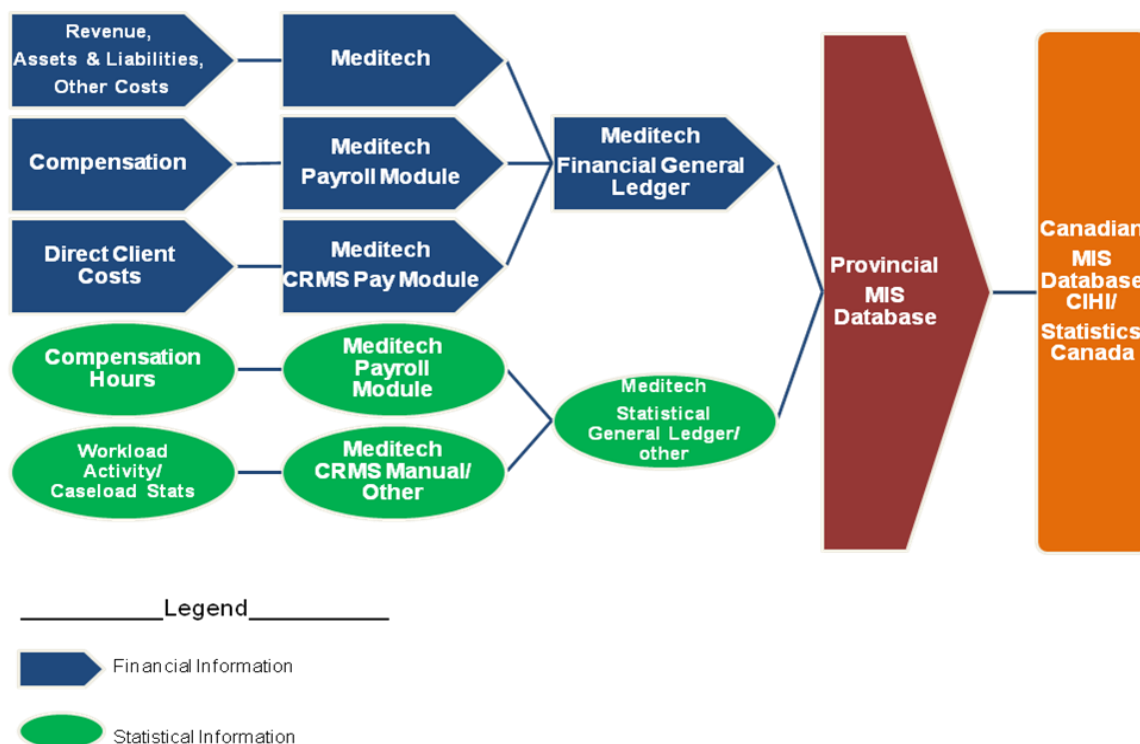 Revenue,
Assets & Liabilities,
Other Costs
Meditech
Compensation
Meditech
Payroll Module
Direct Client
Costs
Meditech
CRMS Pay Module
Meditech
Financial General
Ledger
Compensation
Hours
Meditech
Payroll
Module
Workload
Activity/
Caseload Stats
Meditech
CRMS Manual/
Other
Meditech
Statistical
General Ledger/
other
Provincial
MIS
Database
Canadian
MIS
Database
CIHI/
Statistics
Canada
Legend
Financial Information
Statistical Information